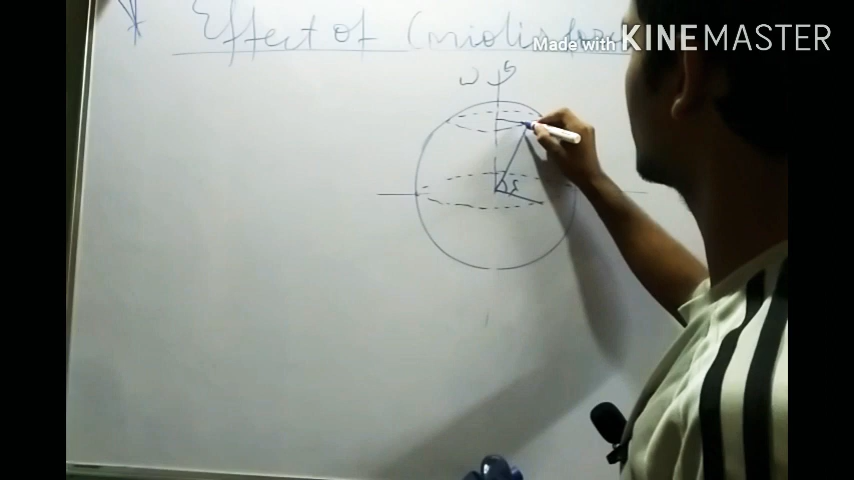 Effect of Coriolis force
Made with KINEMASTER
ω
δ